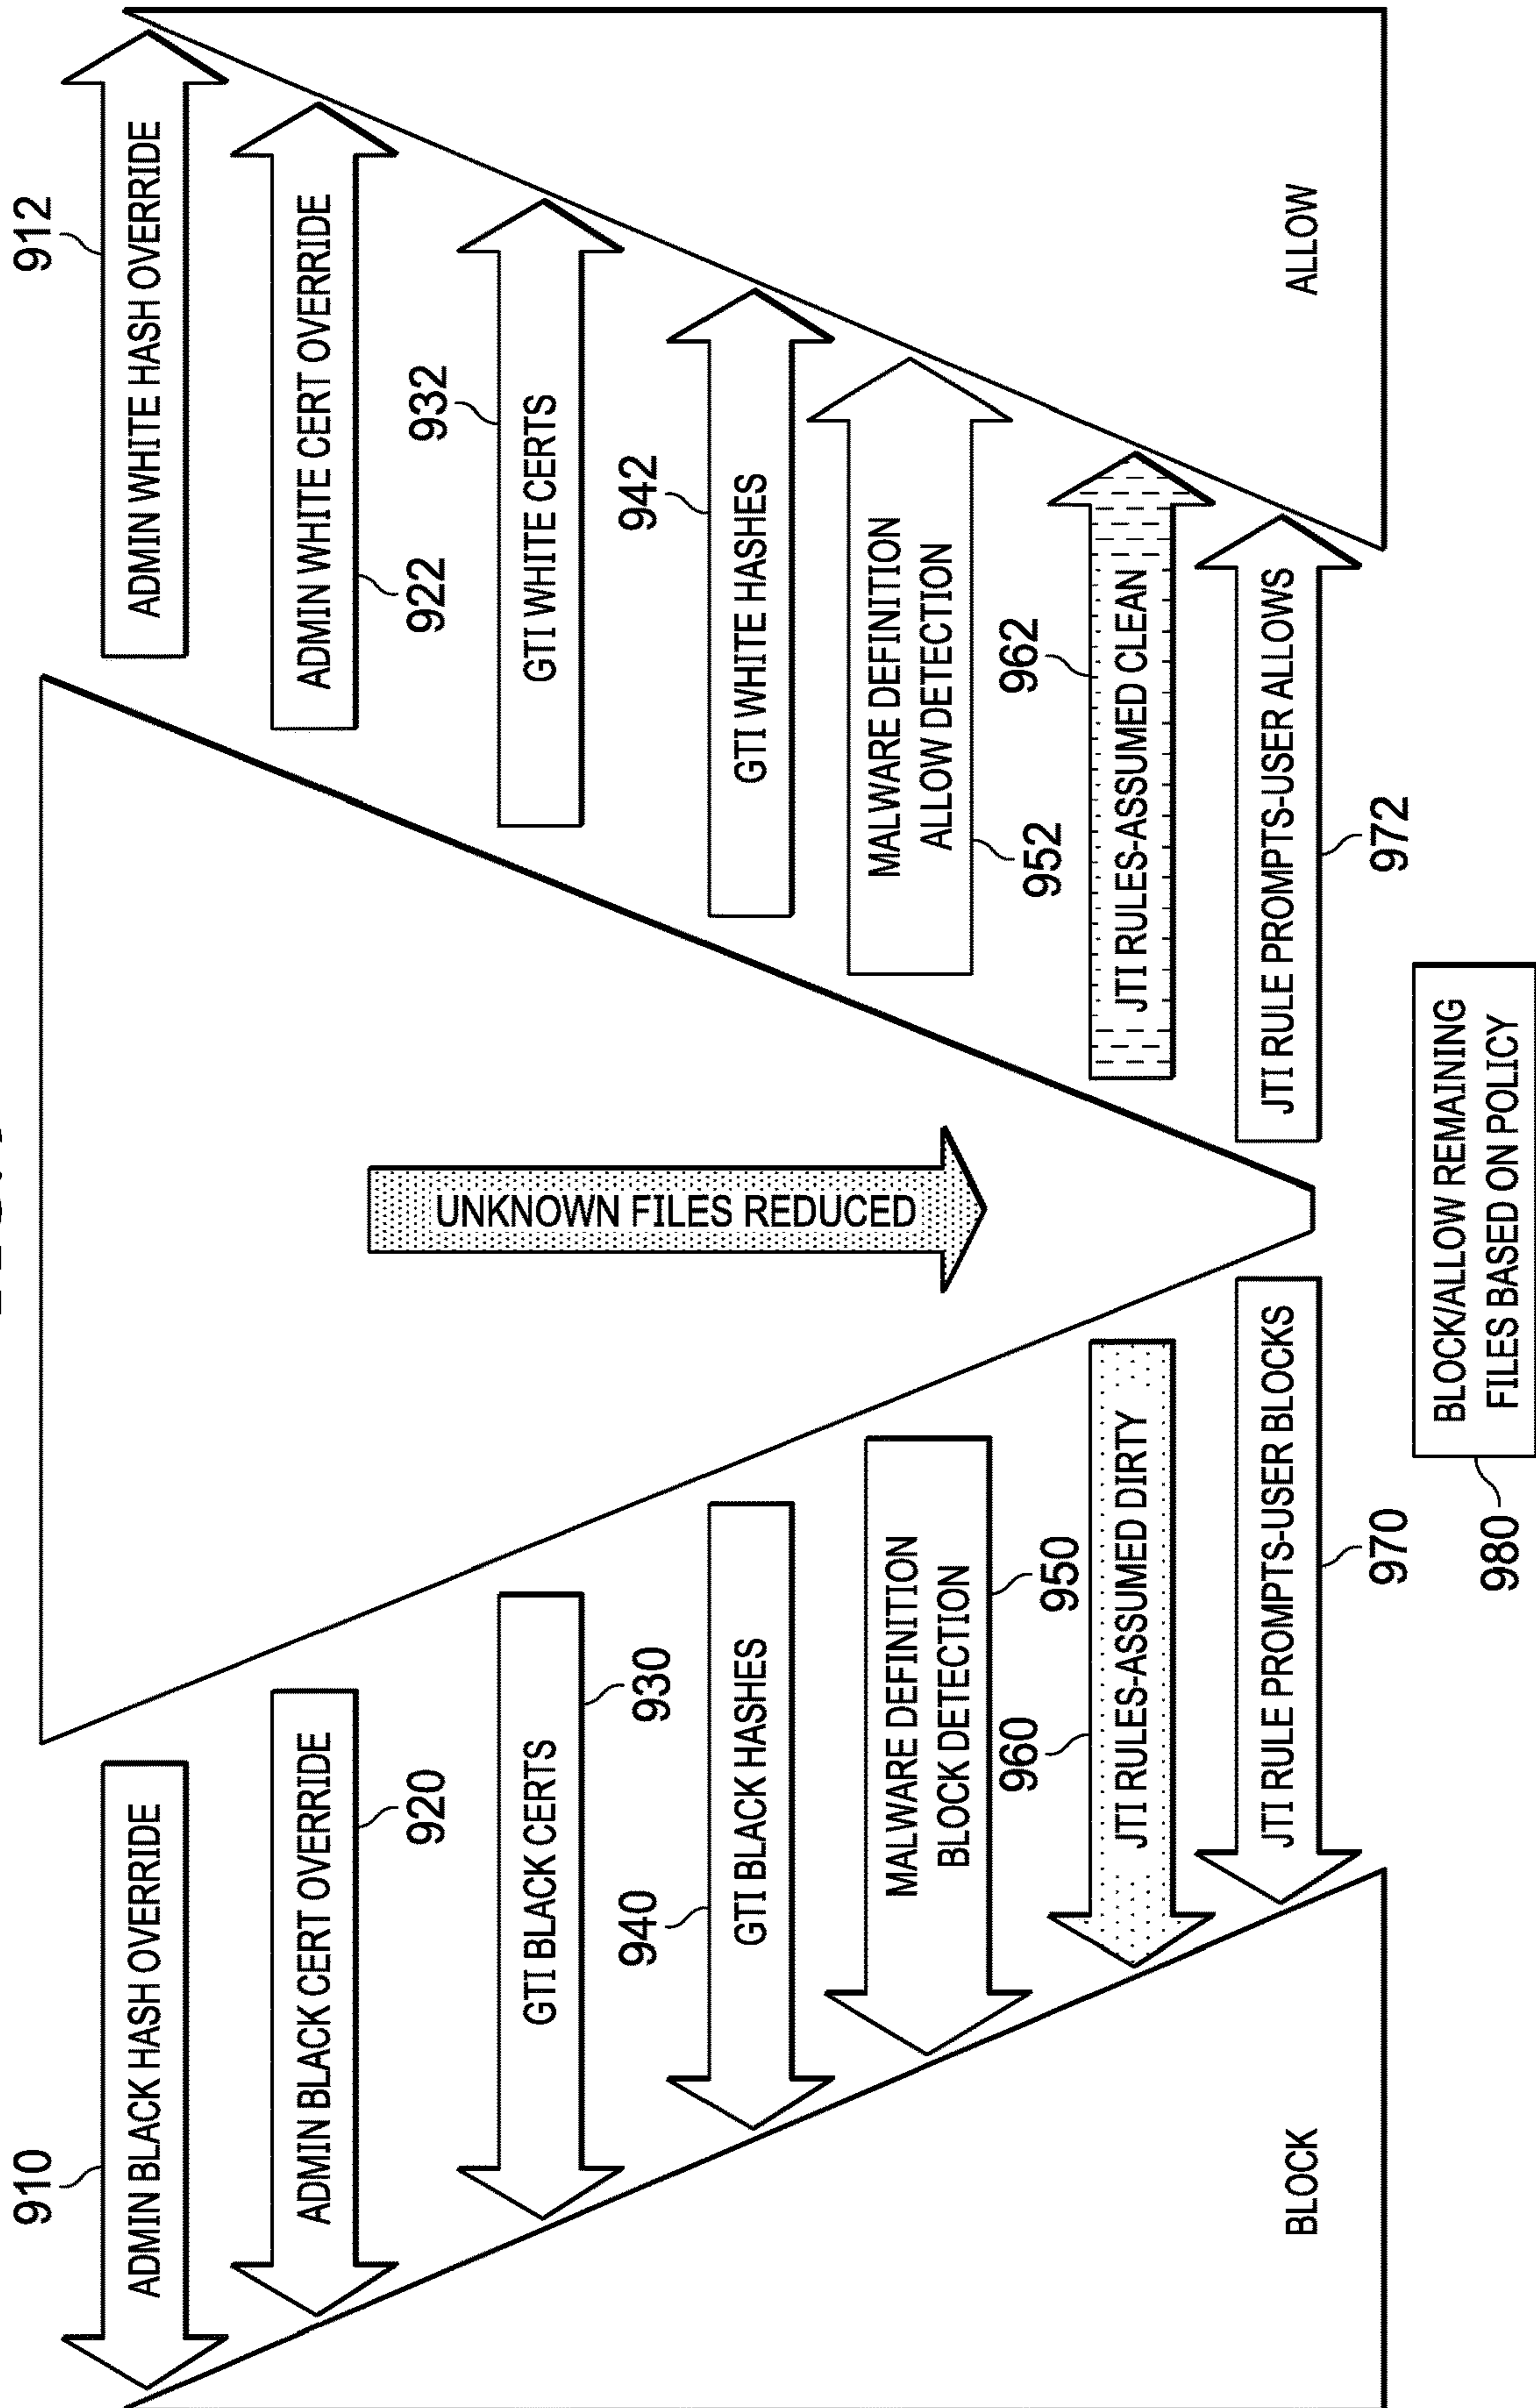 910
ADMIN BLACK HASH OVERRIDE
912
ADMIN WHITE HASH OVERRIDE
ADMIN BLACK CERT OVERRIDE
920
ADMIN WHITE CERT OVERRIDE
922
GTI BLACK CERTS
930
932
GTI WHITE CERTS
940
GTI BLACK HASHES
942
GTI WHITE HASHES
UNKNOWN FILES REDUCED
MALWARE DEFINITION
BLOCK DETECTION
950
MALWARE DEFINITION
ALLOW DETECTION
952
960
JTI RULES-ASSUMED DIRTY
962
JTI RULES-ASSUMED CLEAN
BLOCK
JTI RULE PROMPTS-USER BLOCKS
970
JTI RULE PROMPTS-USER ALLOWS
972
ALLOW
980
BLOCK/ALLOW REMAINING
FILES BASED ON POLICY